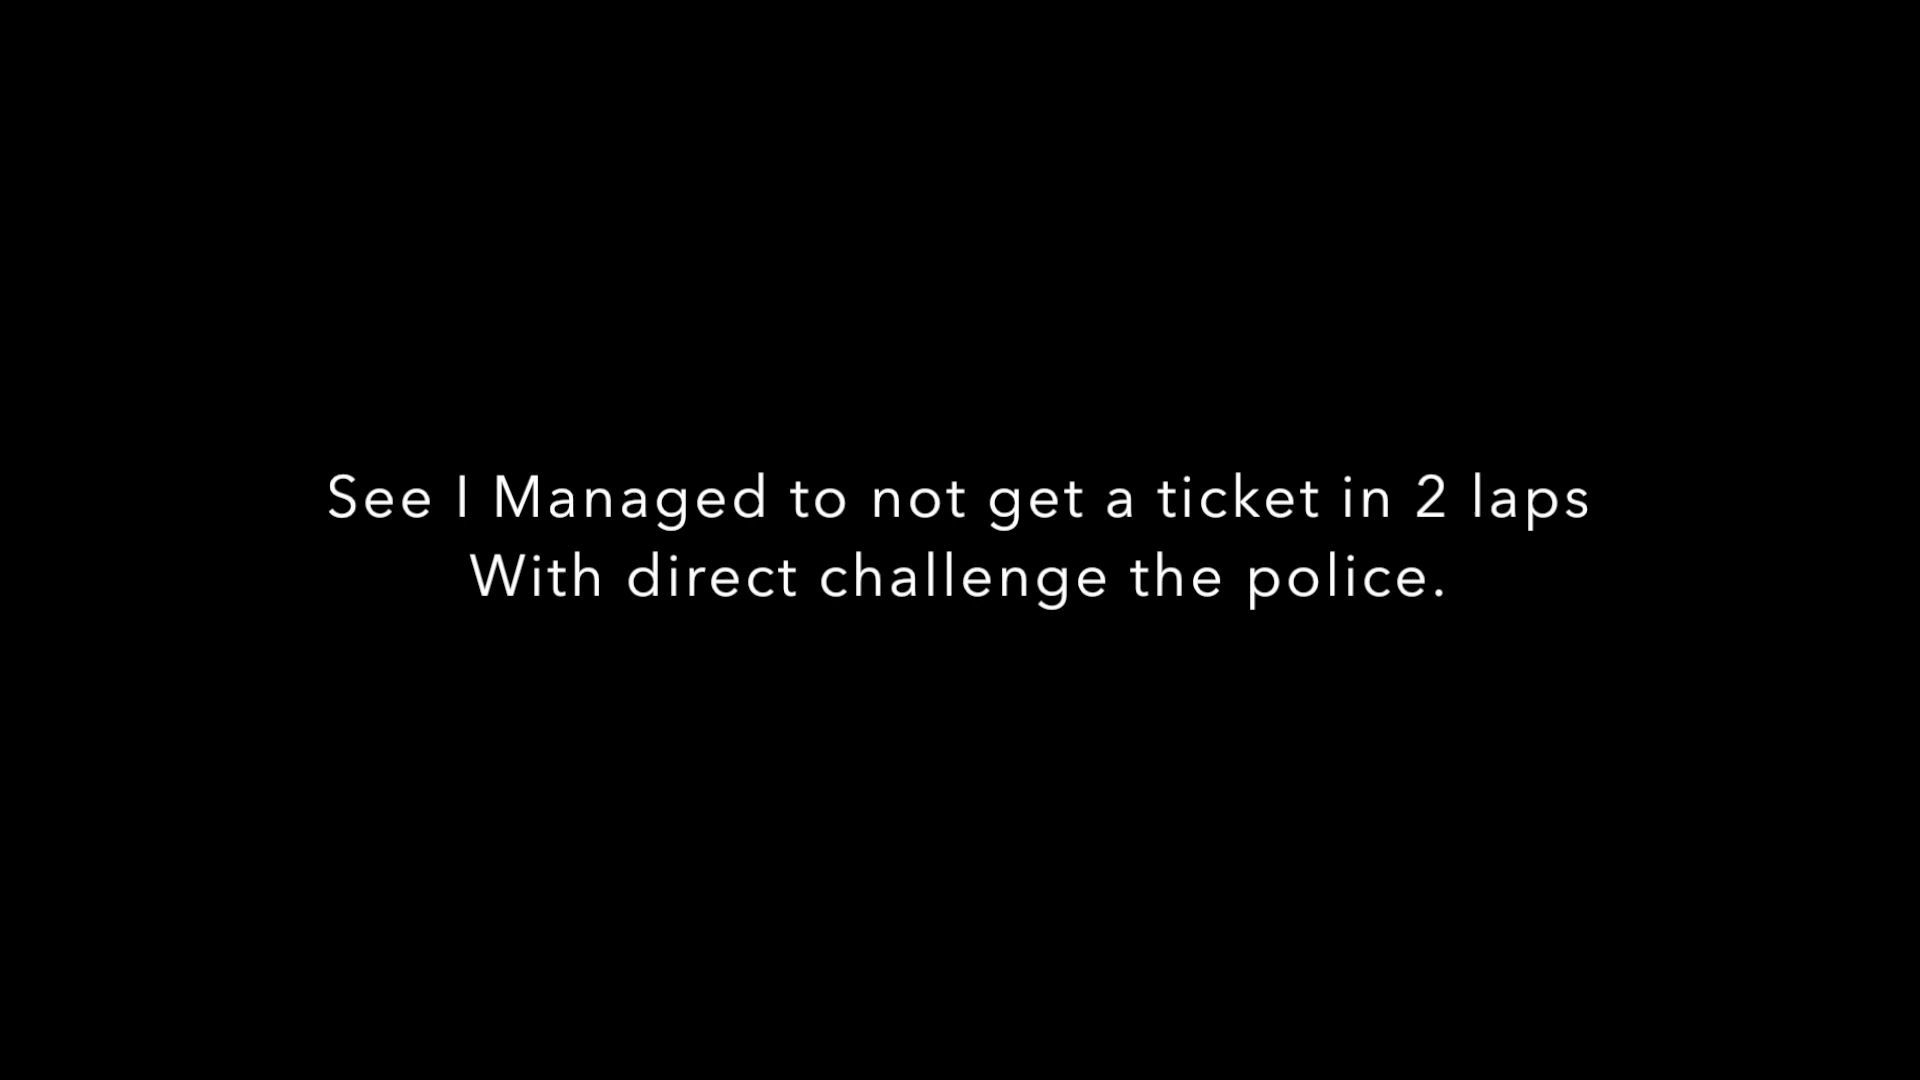 See I Managed to not get a ticket in 2 laps
With direct challenge the police.